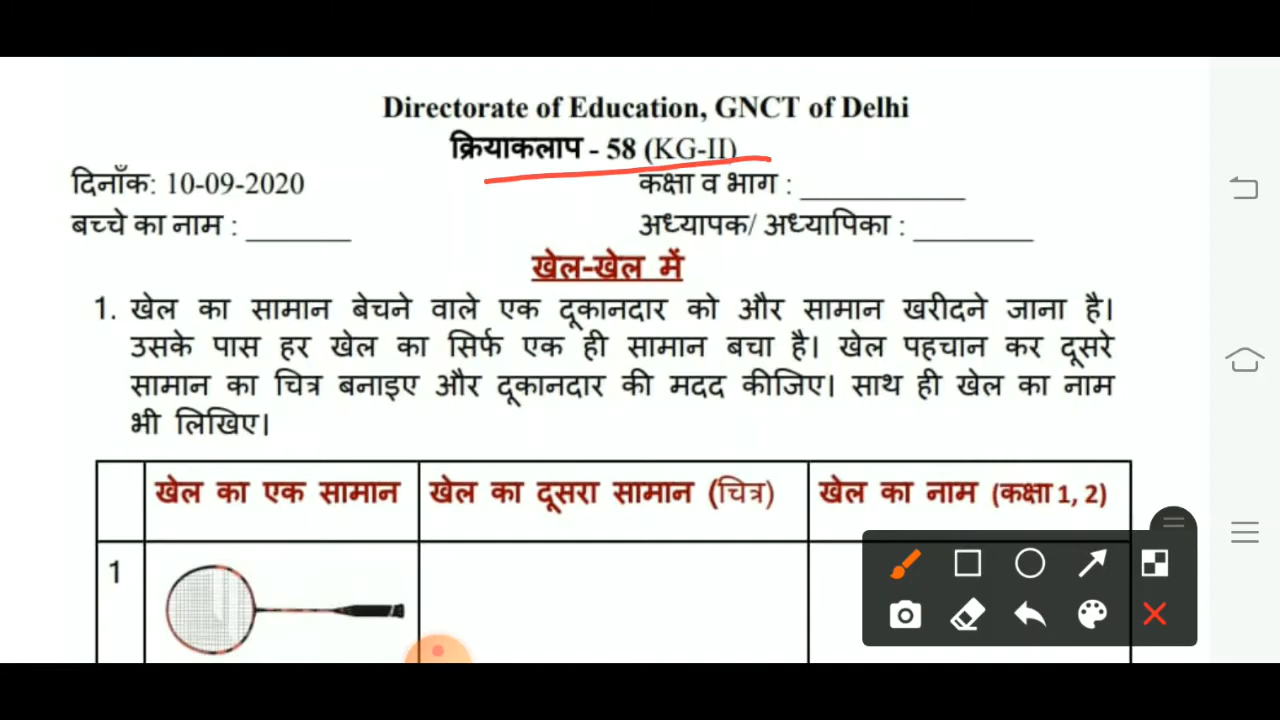 Directorate of Education, GNCT of Delhi
क्रियाकलाप - 58 (KG-II)
दिनाँक: 10-09-2020 कक्षा व भाग : ___________
बच्चे का नाम : _______ अध्यापक/ अध्यापिका : ________
खेल-खेल में
1. खेल का सामान बेचने वाले एक दूकानदार को और सामान खरीदने जाना है।
उसके पास हर खेल का सिर्फ एक ही सामान बचा है। खेल पहचान कर दूसरे
सामान का चित्र बनाइए और दूकानदार की मदद कीजिए। साथ ही खेल का नाम
भी लिखिए।
खेल का एक सामान खेल का दूसरा सामान (चित्र) खेल का नाम (कक्षा 1, 2)
1